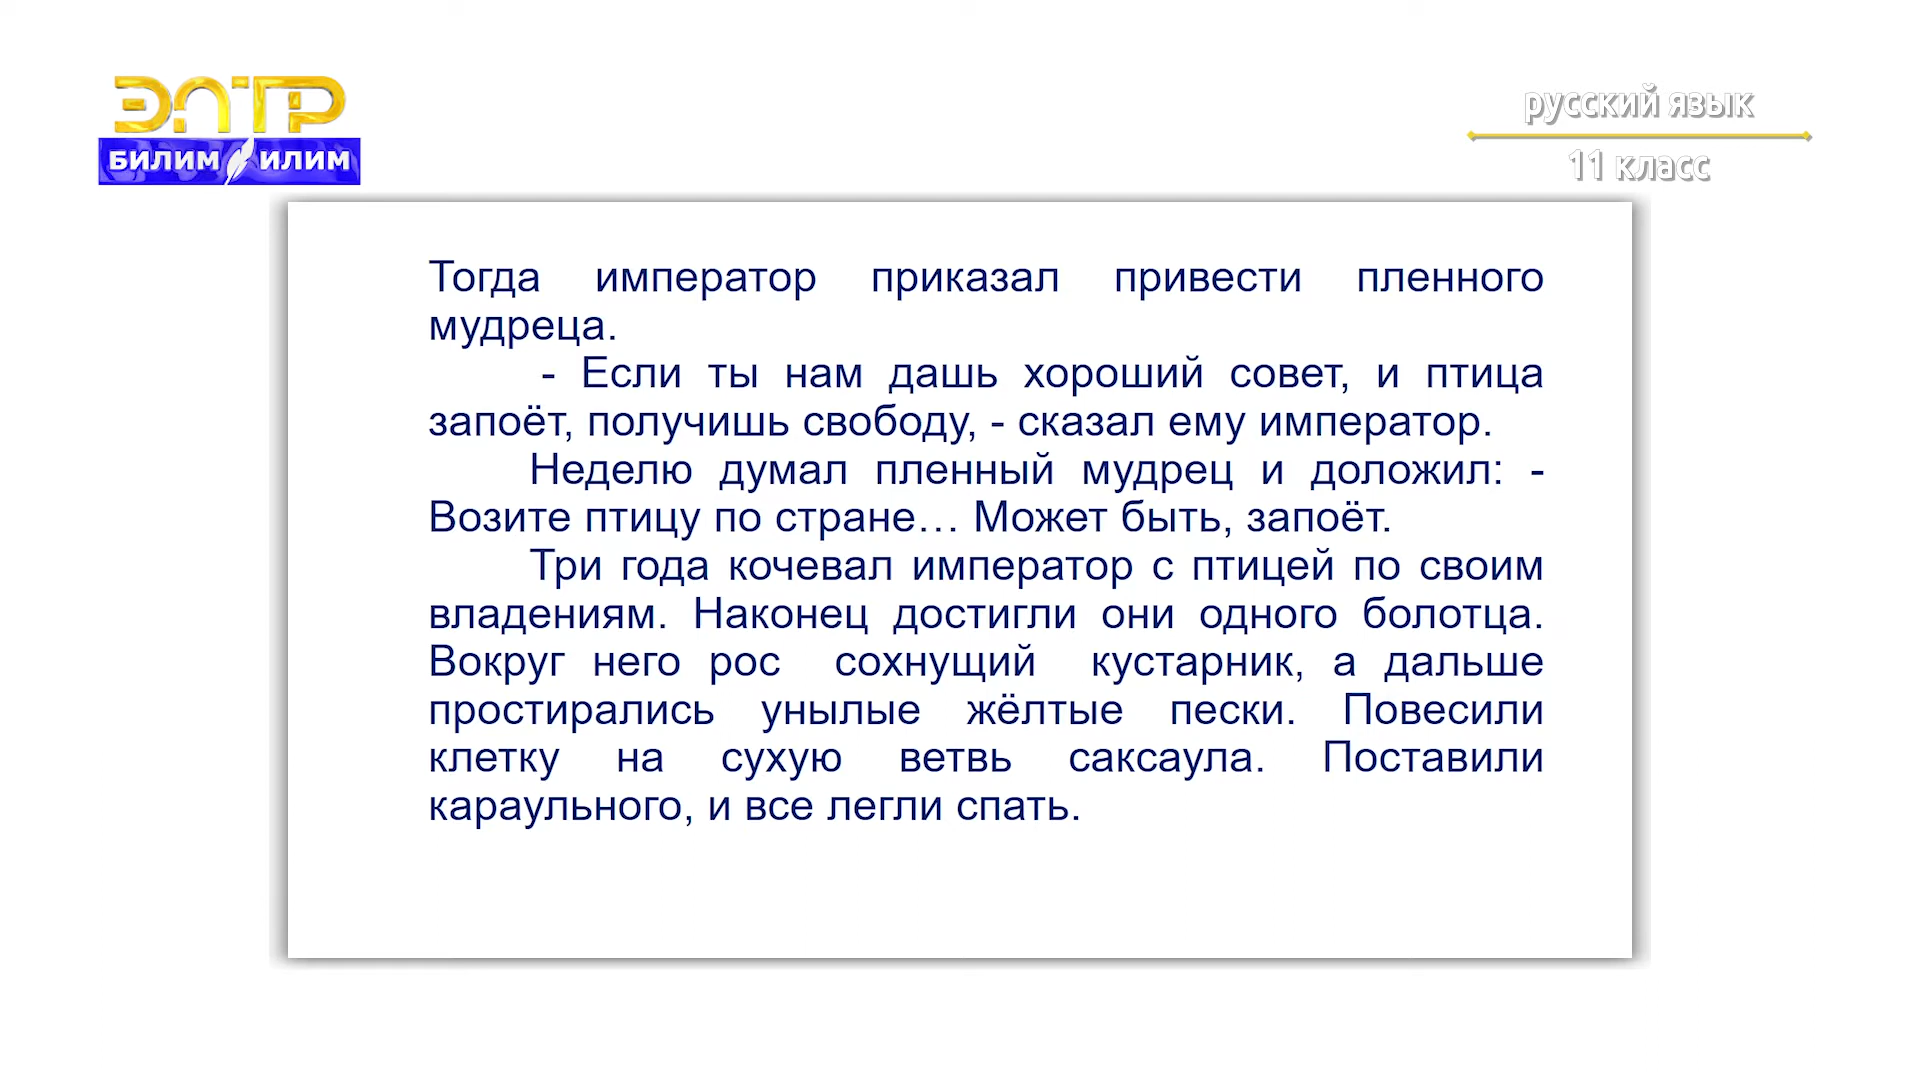 ЭЛТР
БИЛИМ ИЛИМ
русский язык
11 класс
Тогда император приказал привести пленного
мудреца.
- Если ты нам дашь хороший совет, и птица
запоёт, получишь свободу, - сказал ему император.
Неделю думал пленный мудрец и доложил: -
Возите птицу по стране… Может быть, запоёт.
Три года кочевал император с птицей по своим
владениям. Наконец достигли они одного болотца.
Вокруг него рос сохнущий кустарник, а дальше
простирались унылые жёлтые пески. Повесили
клетку на сухую ветвь саксаула. Поставили
караульного, и все легли спать.